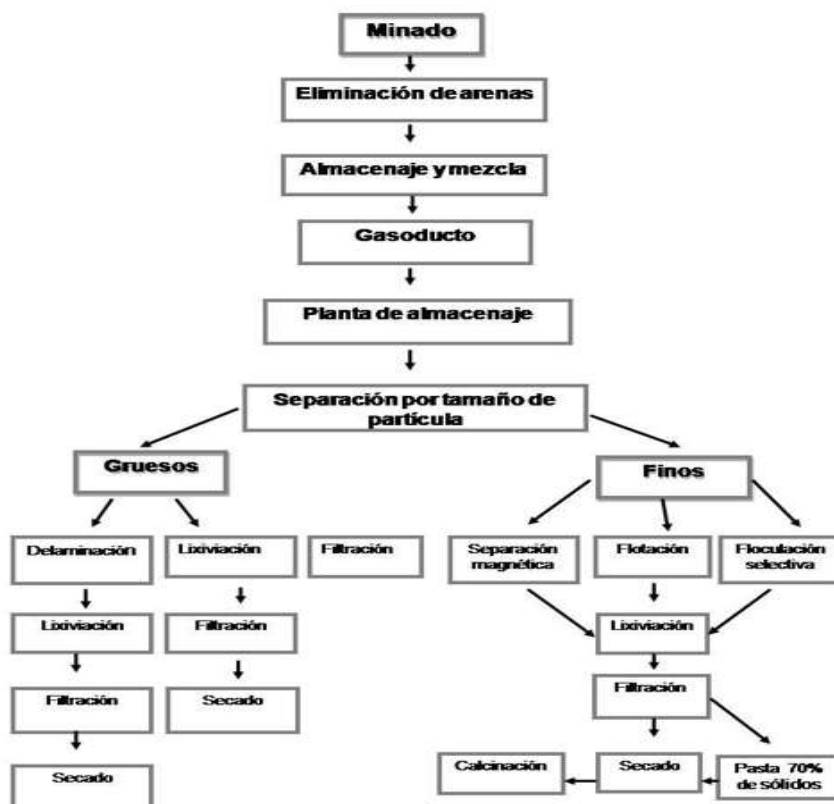 Minado
Eliminación de arenas
Almacenaje y mezcla
Gasoducto
Planta de almacenaje
Separación por tamaño de
partícula
Gruesos
Finos
Delaminación
Lixiviación
Filtración
Separación
magnética
Flotación
Floculación
selectiva
Lixiviación
Filtración
Lixiviación
Filtración
Secado
Filtración
Secado
Calcinación
Secado
Pasta 70%
de sólidos